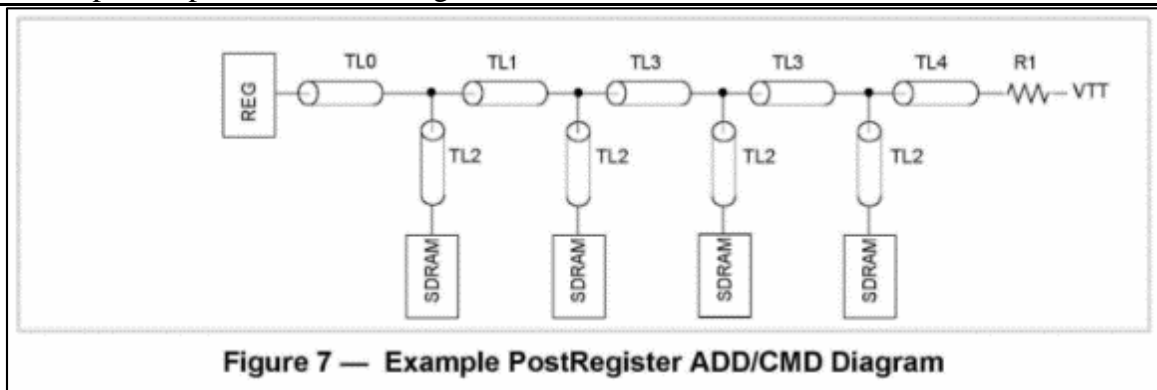 TL0 TL1 TL3 TL3 TL4 R1
REG
VTT
TL2 TL2 TL2 TL2
SDRAM SDRAM SDRAM SDRAM
Figure 7 — Example PostRegister ADD/CMD Diagram